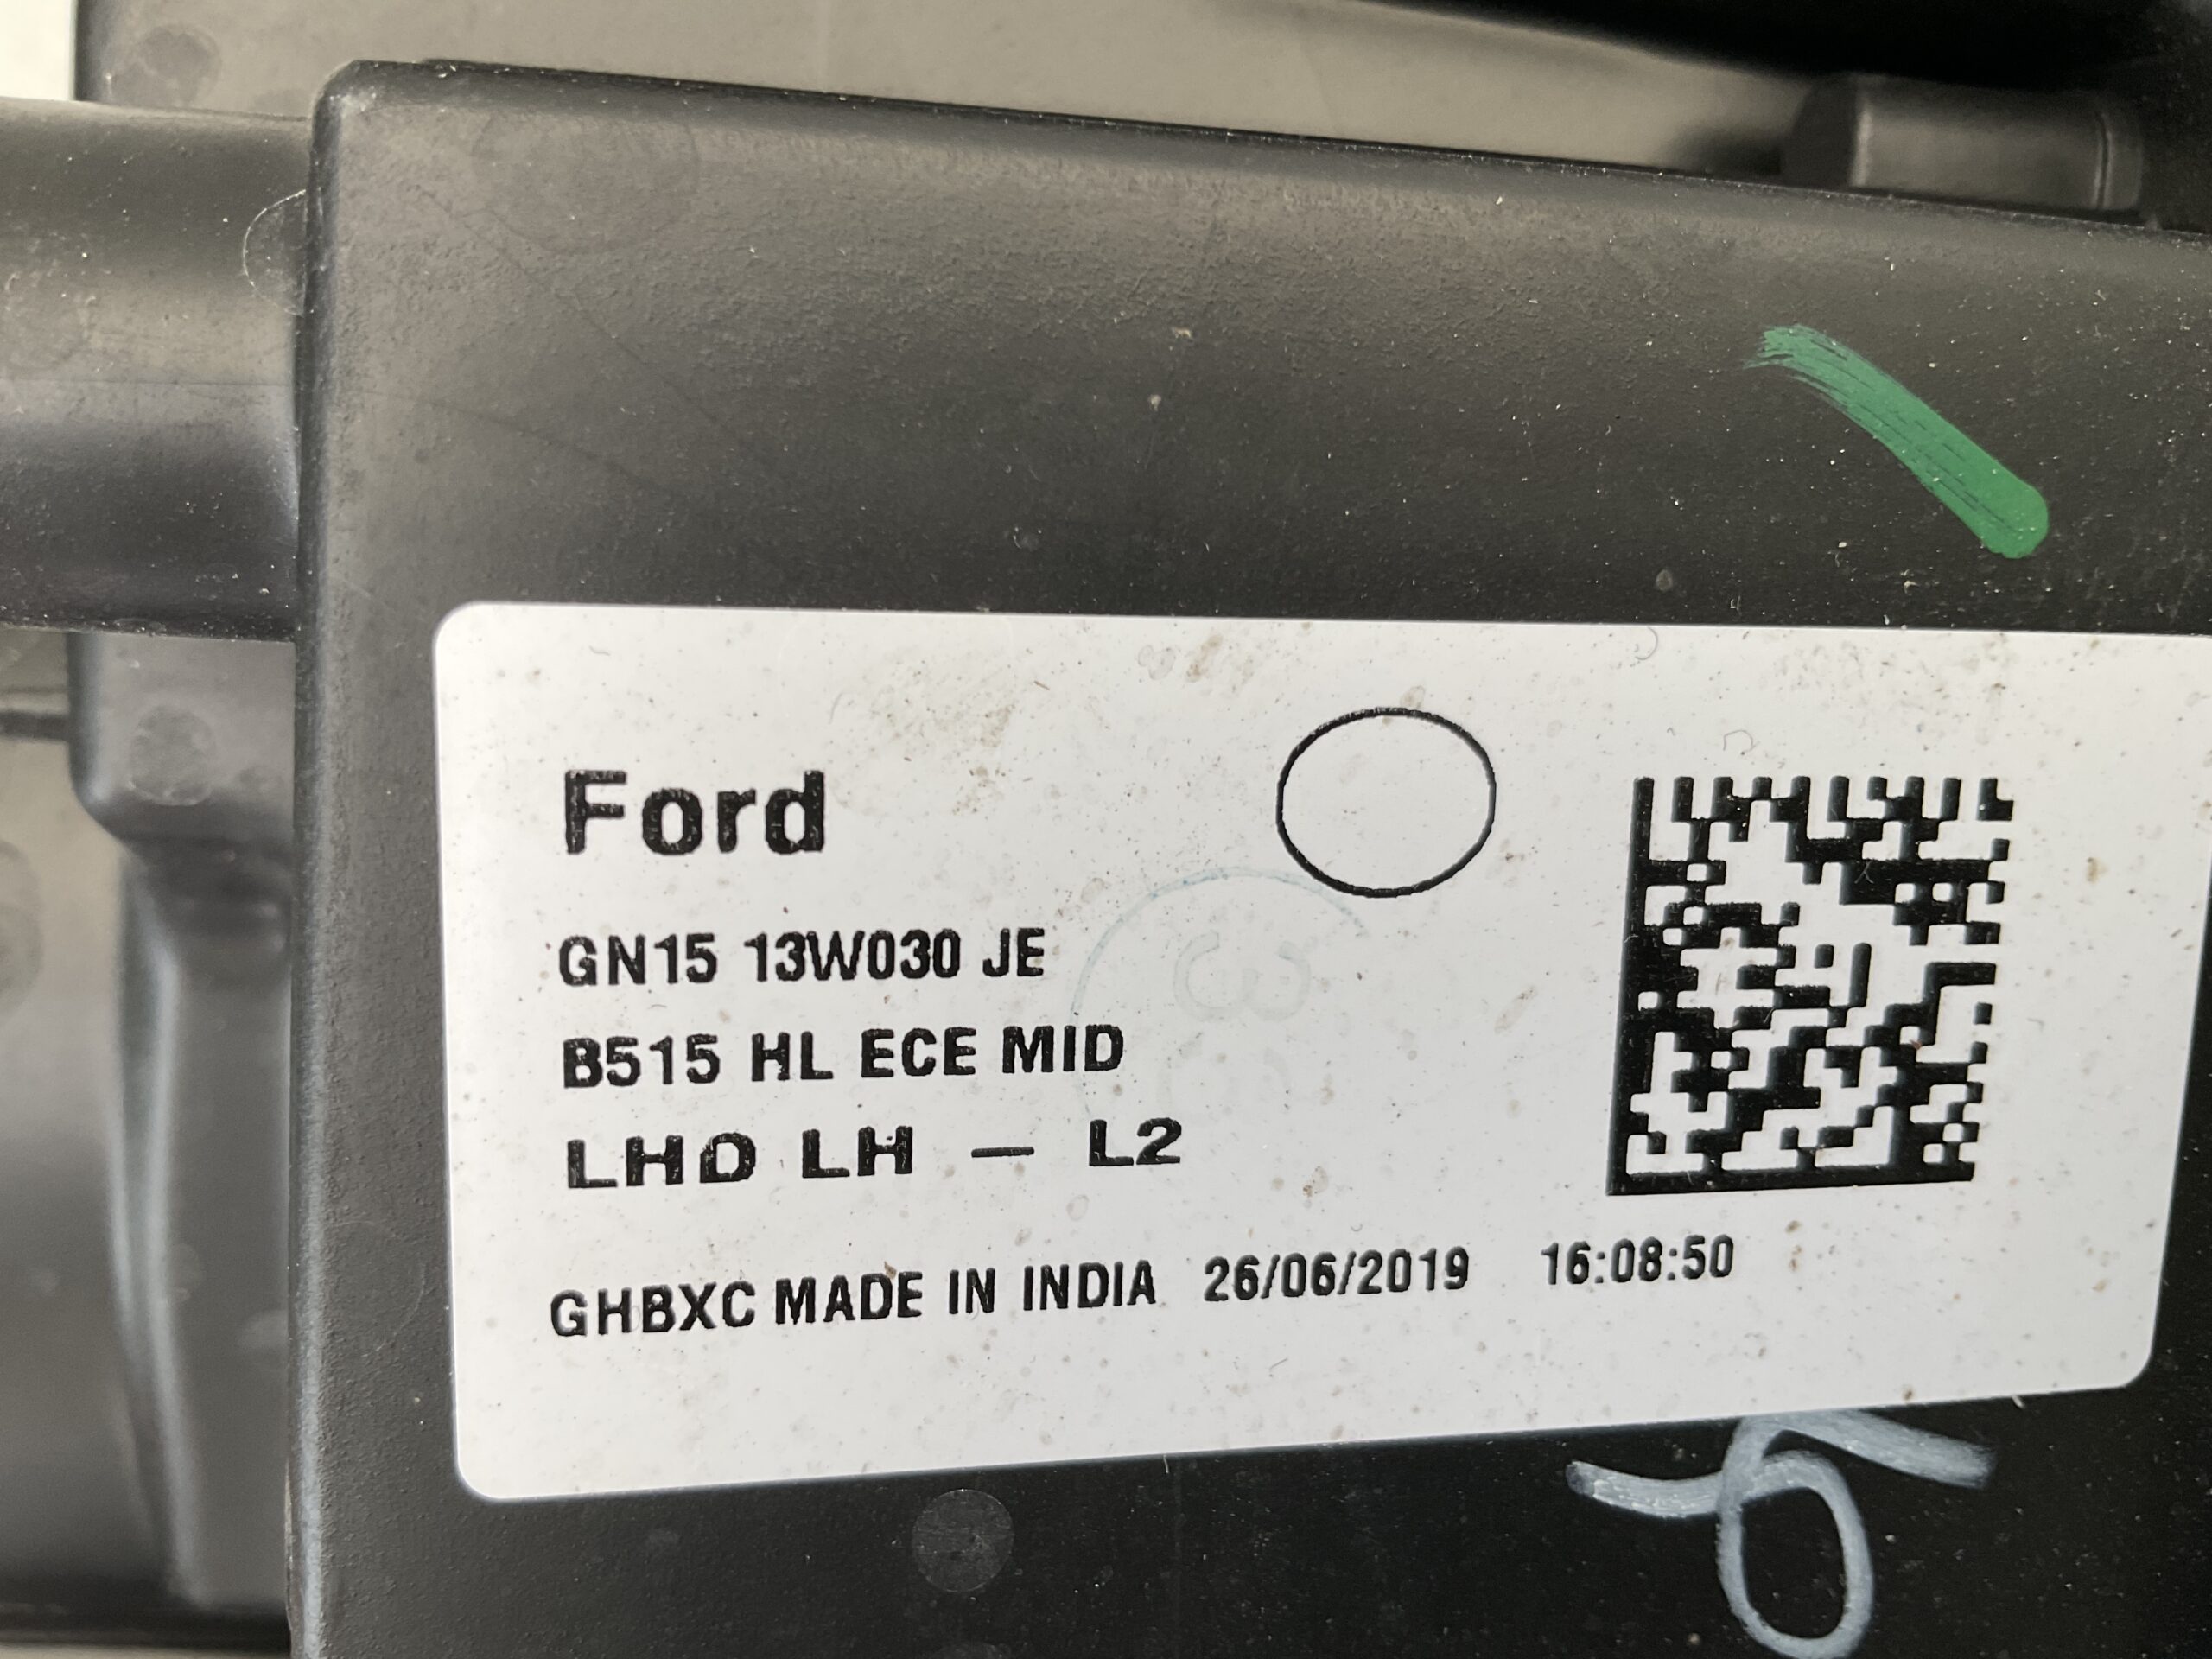 Ford
GN15 13W030 JE
B515 HL ECE MID
LHD LH – L2
GHBXC MADE IN INDIA 26/06/2019 16:08:50